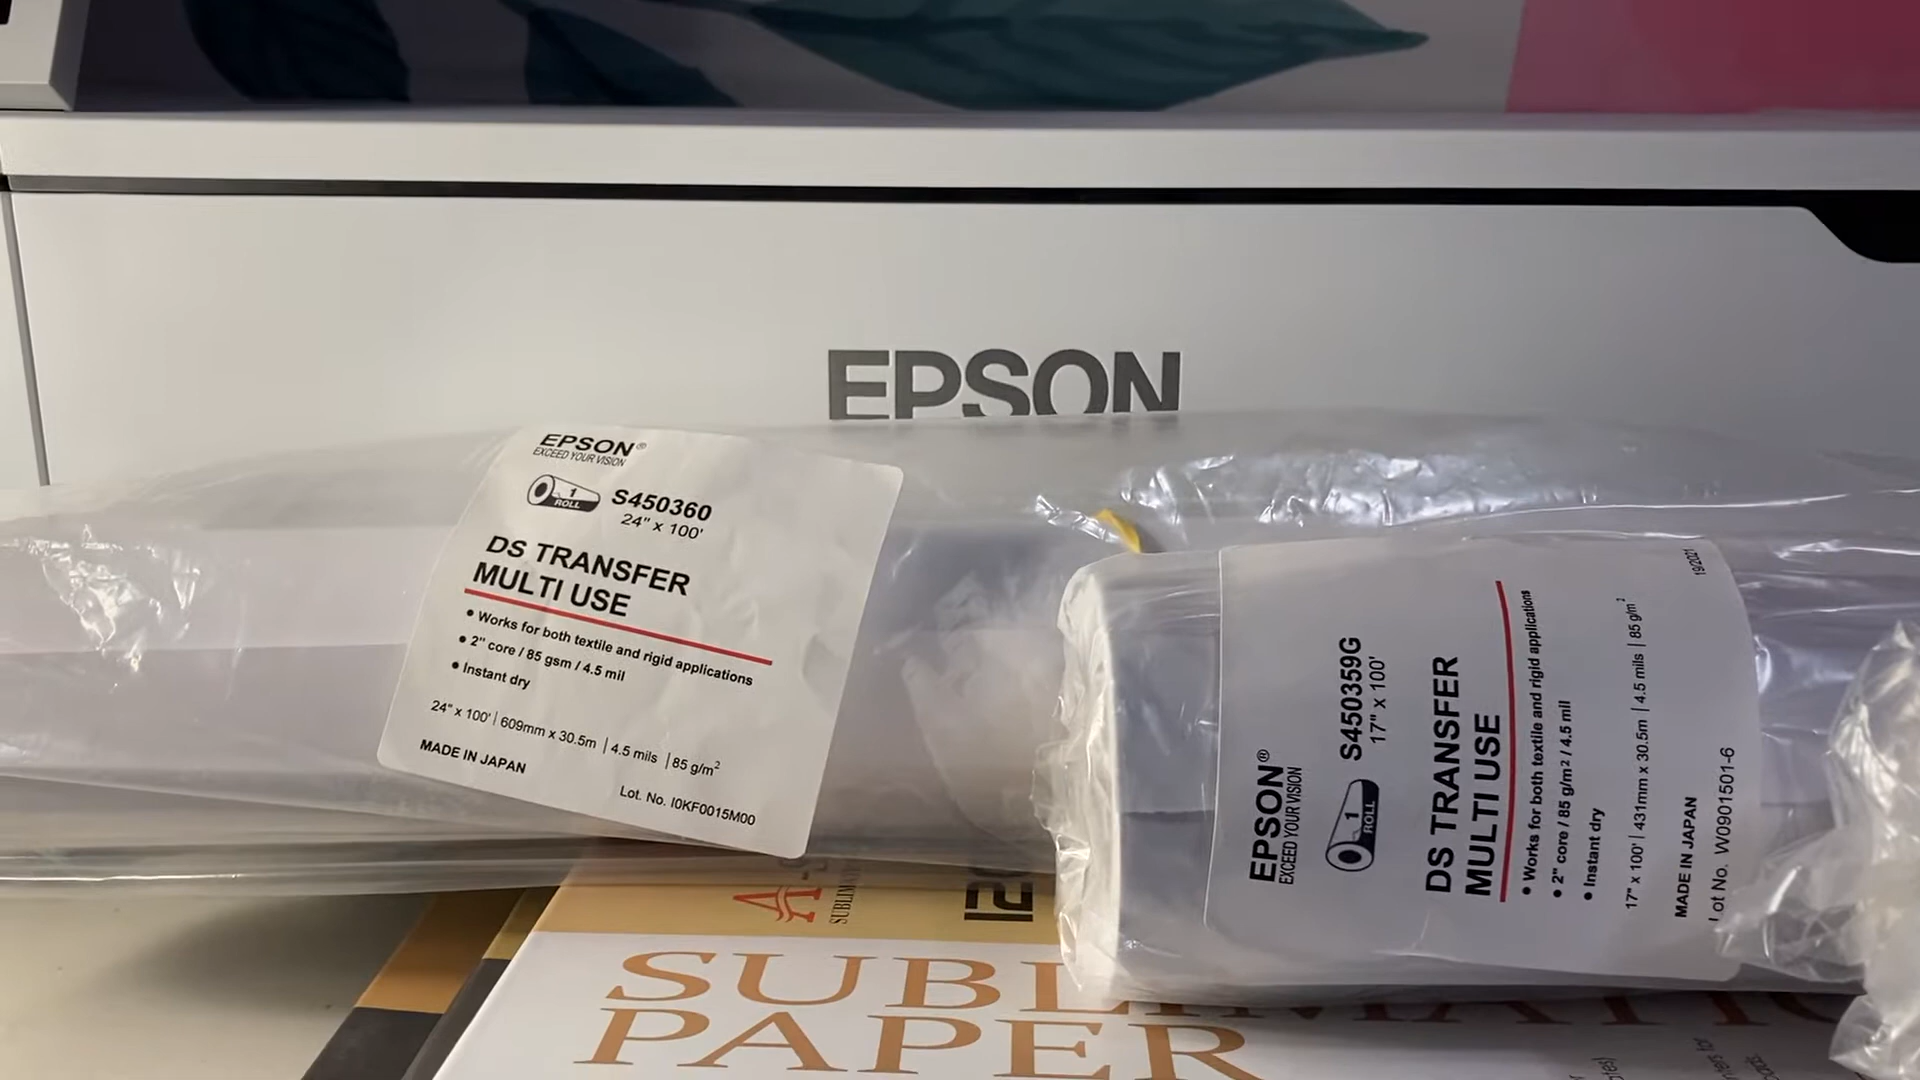 EPSON
EPSON®
EXCEED YOUR VISION
1
ROLL
S450360
24" x 100'
DS TRANSFER
MULTI USE
• Works for both textile and rigid applications
• 2" core / 85 gsm / 4.5 mil
• Instant dry
24" x 100' | 609mm x 30.5m | 4.5 mils | 85 g/m²
MADE IN JAPAN
Lot. No. I0KF0015M00
EPSON®
EXCEED YOUR VISION
1
ROLL
S450359G
17" x 100'
DS TRANSFER
MULTI USE
• Works for both textile and rigid applications
• 2" core / 85 g/m² / 4.5 mil
• Instant dry
17" x 100' | 431mm x 30.5m | 4.5 mils | 85 g/m²
MADE IN JAPAN
Lot No. W0901501-6
19/2021
SUBLIMATIO
PAPER